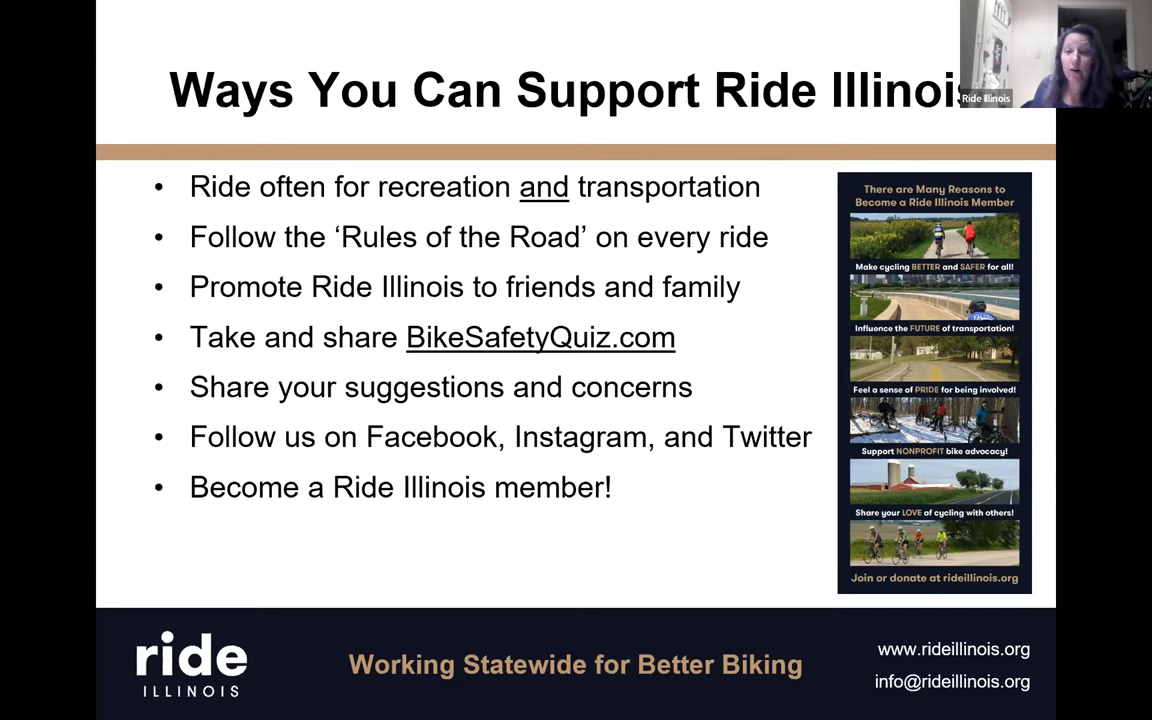 Ways You Can Support Ride Illinois
Ride Illinois
• Ride often for recreation and transportation
• Follow the ‘Rules of the Road’ on every ride
• Promote Ride Illinois to friends and family
• Take and share BikeSafetyQuiz.com
• Share your suggestions and concerns
• Follow us on Facebook, Instagram, and Twitter
• Become a Ride Illinois member!
There are Many Reasons to
Become a Ride Illinois Member
Make cycling BETTER and SAFER for all!
Influence the FUTURE of transportation!
Feel a sense of PRIDE for being involved!
Support NONPROFIT bike advocacy!
Share your LOVE of cycling with others!
Join or donate at rideillinois.org
ride
ILLINOIS
Working Statewide for Better Biking
www.rideillinois.org
info@rideillinois.org